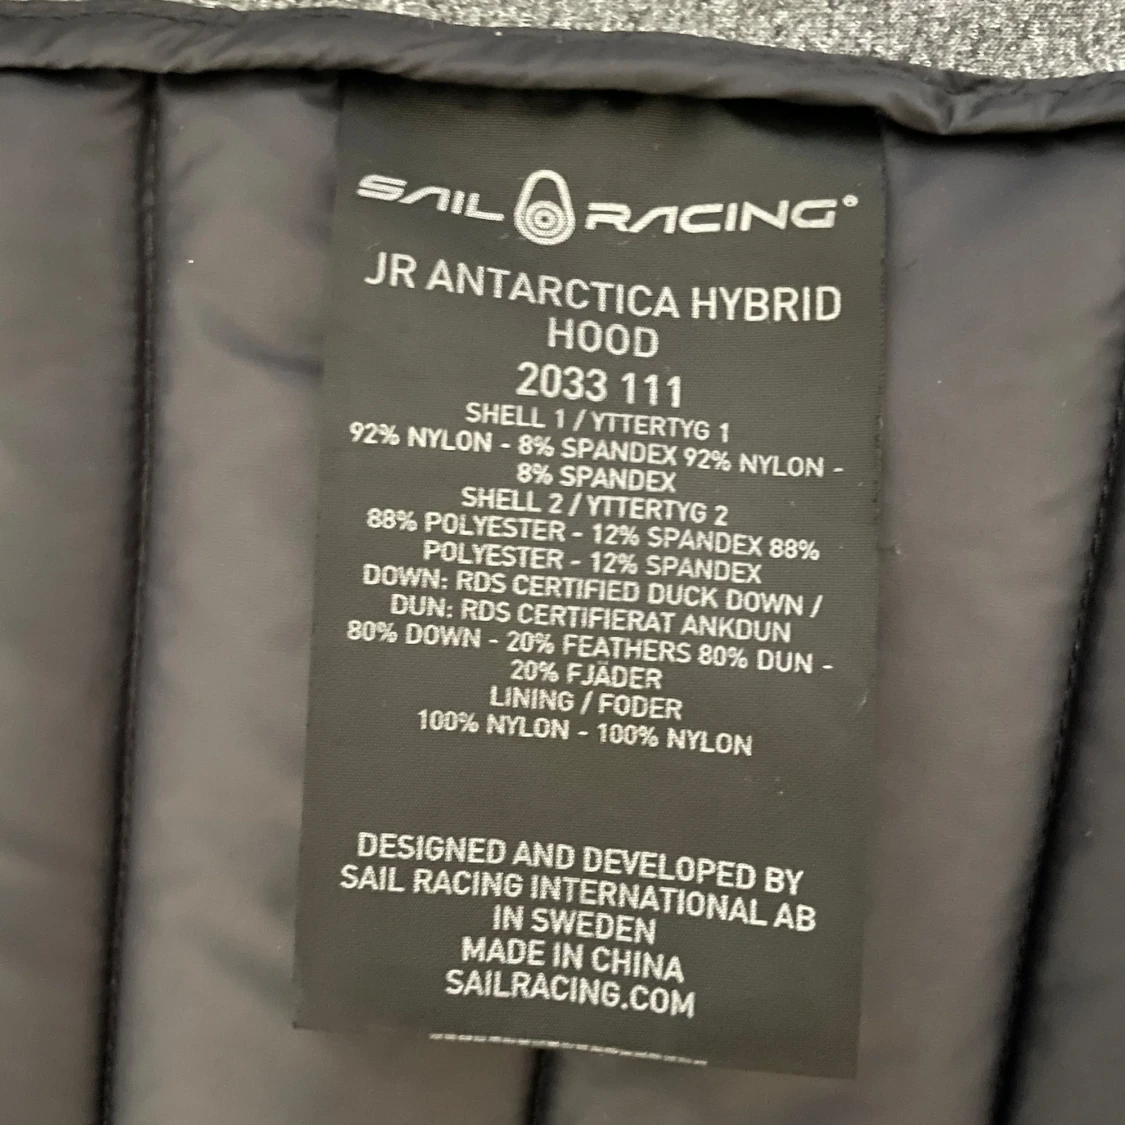 SAIL RACING®
JR ANTARCTICA HYBRID
HOOD
2033 111
SHELL 1 / YTTERTYG 1
92% NYLON - 8% SPANDEX 92% NYLON -
8% SPANDEX
SHELL 2 / YTTERTYG 2
88% POLYESTER - 12% SPANDEX 88%
POLYESTER - 12% SPANDEX
DOWN: RDS CERTIFIED DUCK DOWN /
DUN: RDS CERTIFIERAT ANKDUN
80% DOWN - 20% FEATHERS 80% DUN -
20% FJÄDER
LINING / FODER
100% NYLON - 100% NYLON
DESIGNED AND DEVELOPED BY
SAIL RACING INTERNATIONAL AB
IN SWEDEN
MADE IN CHINA
SAILRACING.COM